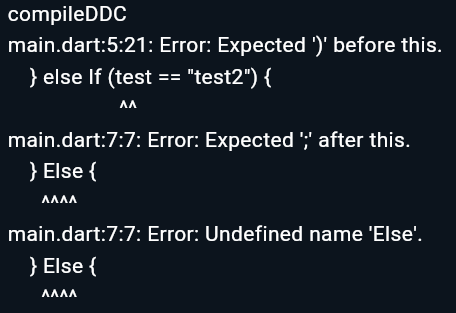 compileDDC
main.dart:5:21: Error: Expected ')' before this.
} else If (test == "test2") {
^^
main.dart:7:7: Error: Expected ';' after this.
} Else {
^^^^
main.dart:7:7: Error: Undefined name 'Else'.
} Else {
^^^^